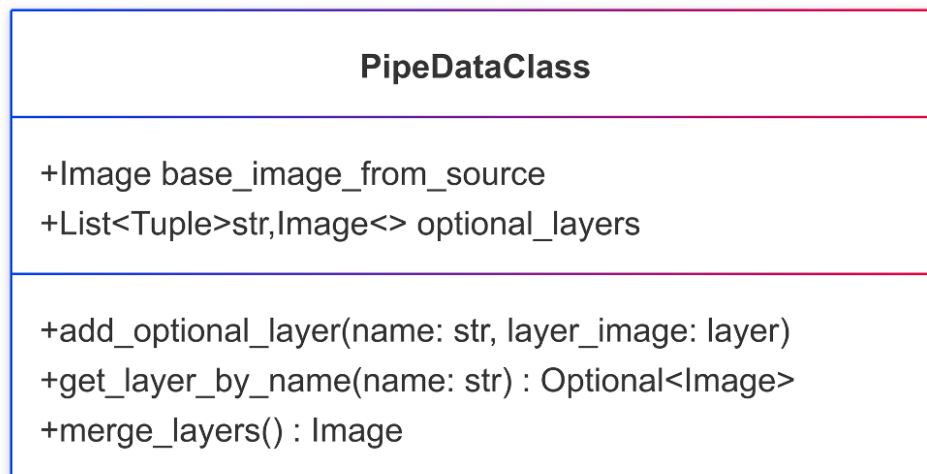 PipeDataClass
+Image base_image_from_source
+List<Tuple>str,Image<> optional_layers
+add_optional_layer(name: str, layer_image: layer)
+get_layer_by_name(name: str) : Optional<Image>
+merge_layers() : Image